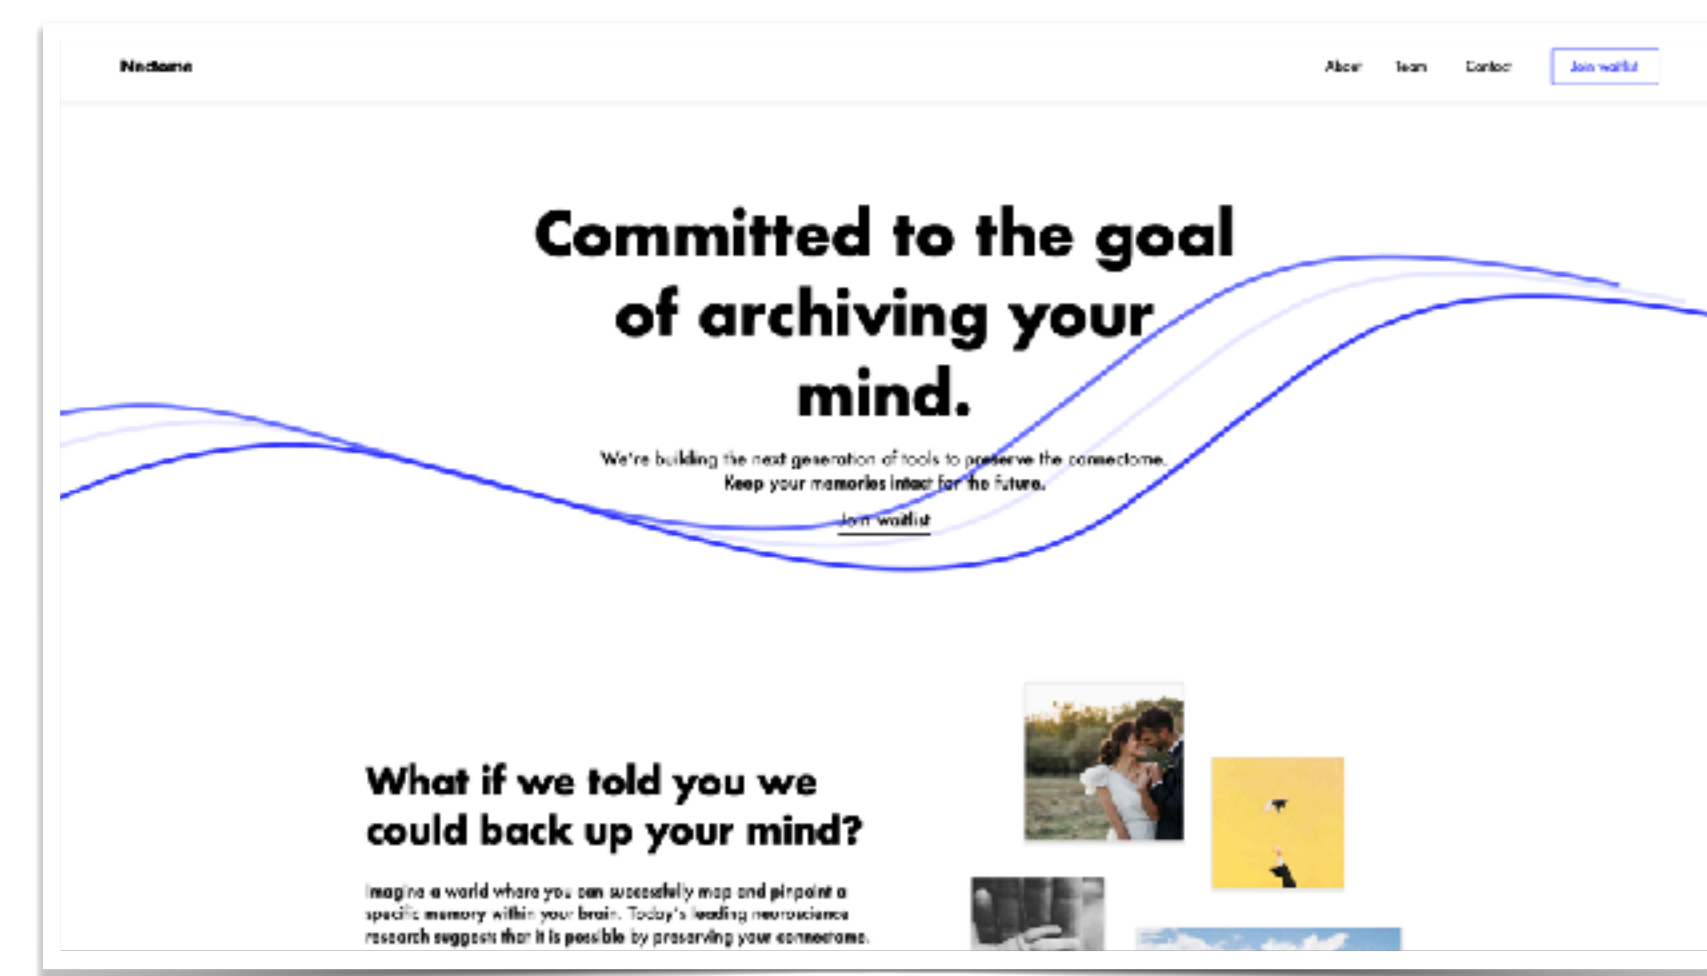 Nectome
About Team Contact Join waitlist
Committed to the goal
of archiving your
mind.
We're building the next generation of tools to preserve the connectome.
Keep your memories intact for the future.
Join waitlist
What if we told you we
could back up your mind?
Imagine a world where you can successfully map and pinpoint a
specific memory within your brain. Today's leading neuroscience
research suggests that it is possible by preserving your connectome.